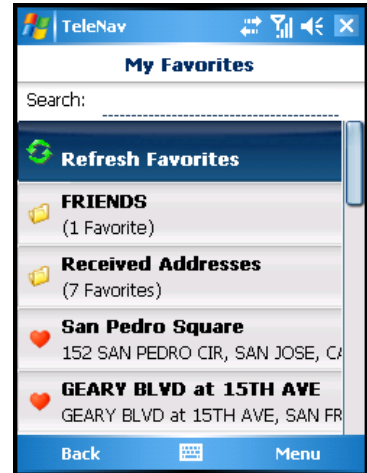 TeleNav
My Favorites
Search:
Refresh Favorites
FRIENDS
(1 Favorite)
Received Addresses
(7 Favorites)
San Pedro Square
152 SAN PEDRO CIR, SAN JOSE, CA
GEARY BLVD at 15TH AVE
GEARY BLVD at 15TH AVE, SAN FR
Back Menu